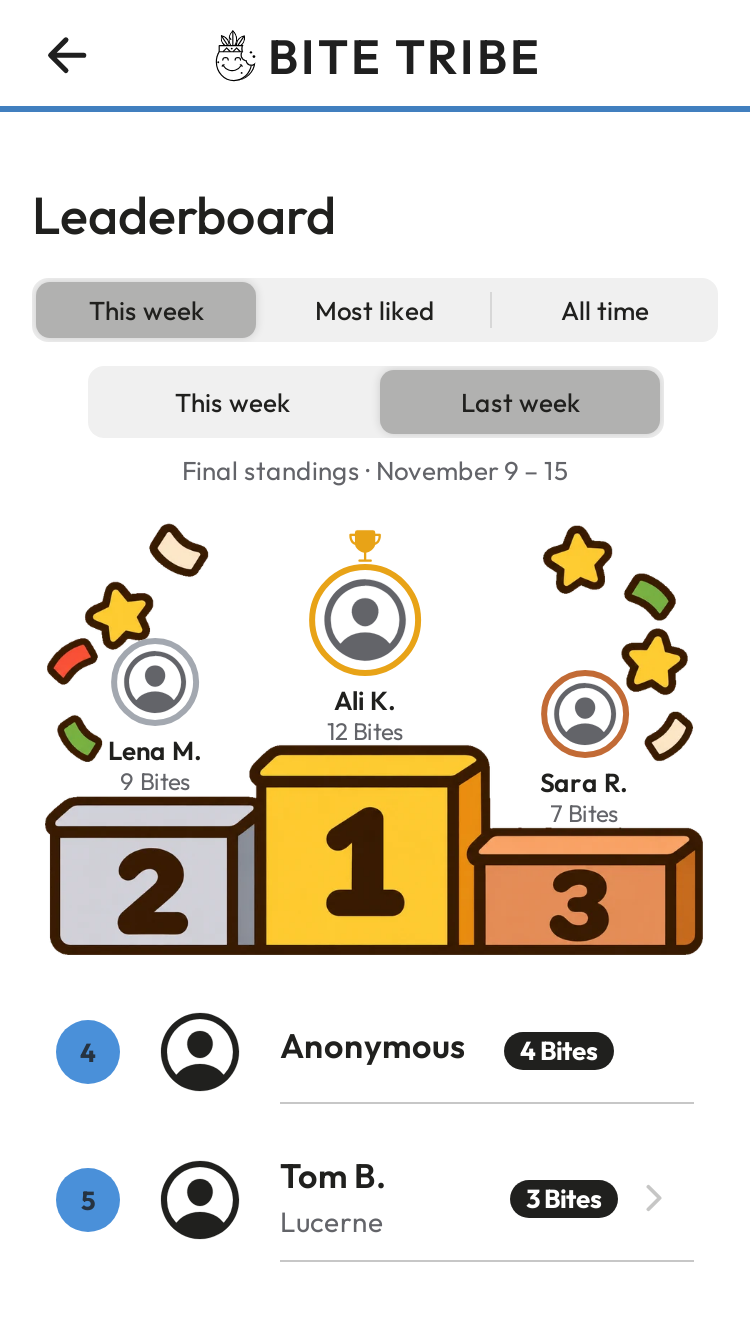 BITE TRIBE
Leaderboard
This week Most liked All time
This week Last week
Final standings · November 9 – 15
Ali K.
12 Bites
Lena M.
9 Bites
Sara R.
7 Bites
2 1 3
4 Anonymous 4 Bites
5 Tom B. 3 Bites
Lucerne